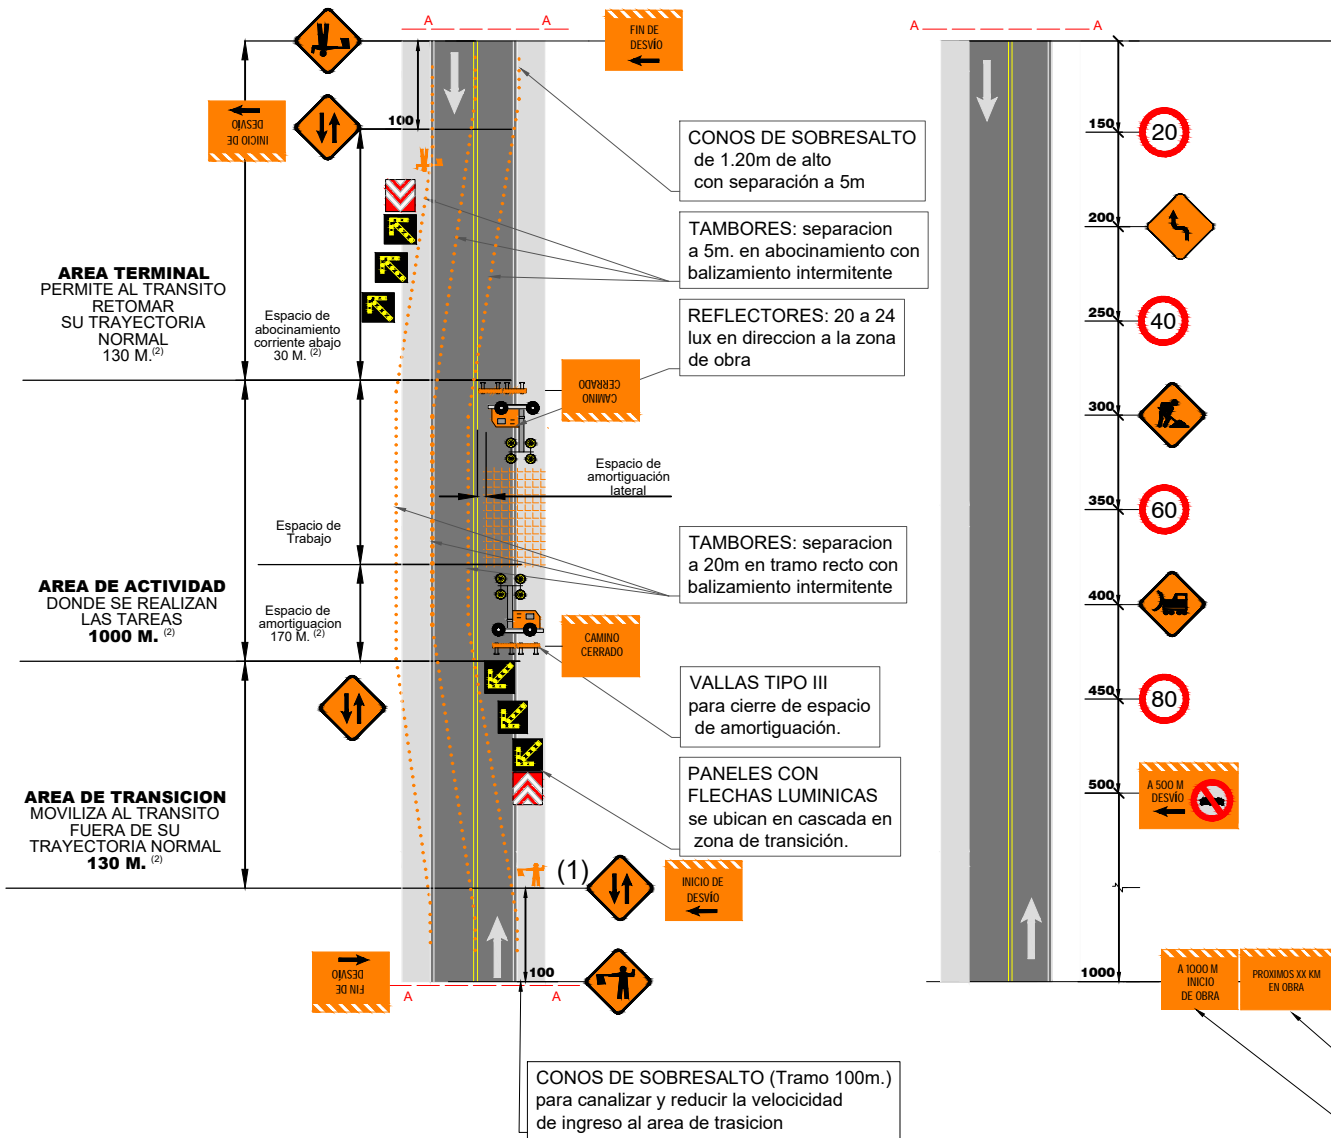 A
A
FIN DE
DESVÍO
INICIO DE
DESVÍO
100
CONOS DE SOBRESALTO
de 1.20m de alto
con separación a 5m
TAMBORES: separacion
a 5m. en abocinamiento con
balizamiento intermitente
REFLECTORES: 20 a 24
lux en direccion a la zona
de obra
AREA TERMINAL
PERMITE AL TRANSITO
RETOMAR
SU TRAYECTORIA
NORMAL
130 M.(2)
Espacio de
abocinamiento
corriente abajo
30 M. (2)
CAMINO
CERRADO
Espacio de
amortiguación
lateral
Espacio de
Trabajo
TAMBORES: separacion
a 20m en tramo recto con
balizamiento intermitente
AREA DE ACTIVIDAD
DONDE SE REALIZAN
LAS TAREAS
1000 M. (2)
Espacio de
amortiguacion
170 M. (2)
CAMINO
CERRADO
VALLAS TIPO III
para cierre de espacio
de amortiguación.
PANELES CON
FLECHAS LUMINICAS
se ubican en cascada en
zona de transición.
AREA DE TRANSICION
MOVILIZA AL TRANSITO
FUERA DE SU
TRAYECTORIA NORMAL
130 M. (2)
(1)
INICIO DE
DESVÍO
FIN DE
DESVÍO
100
A
A
CONOS DE SOBRESALTO (Tramo 100m.)
para canalizar y reducir la velocicidad
de ingreso al area de trasicion
A
A
150
20
200
250
40
300
350
60
400
450
80
500
A 500 M
DESVÍO
1000
A 1000 M
INICIO
DE OBRA
PROXIMOS XX KM
EN OBRA